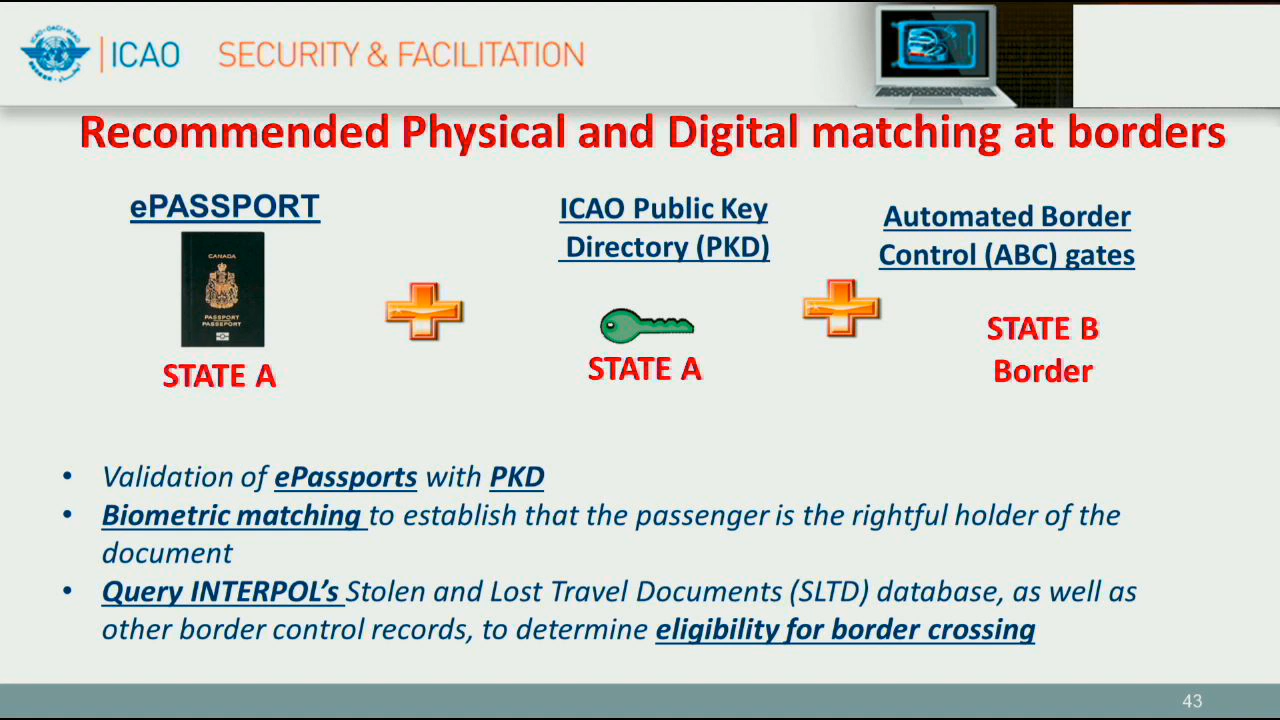 ICAO
SECURITY & FACILITATION
Recommended Physical and Digital matching at borders
ePASSPORT
ICAO Public Key
Directory (PKD)
Automated Border
Control (ABC) gates
CANADA
PASSPORT
PASSEPORT
STATE A
STATE A
STATE B
Border
• Validation of ePassports with PKD
• Biometric matching to establish that the passenger is the rightful holder of the
document
• Query INTERPOL’s Stolen and Lost Travel Documents (SLTD) database, as well as
other border control records, to determine eligibility for border crossing
43